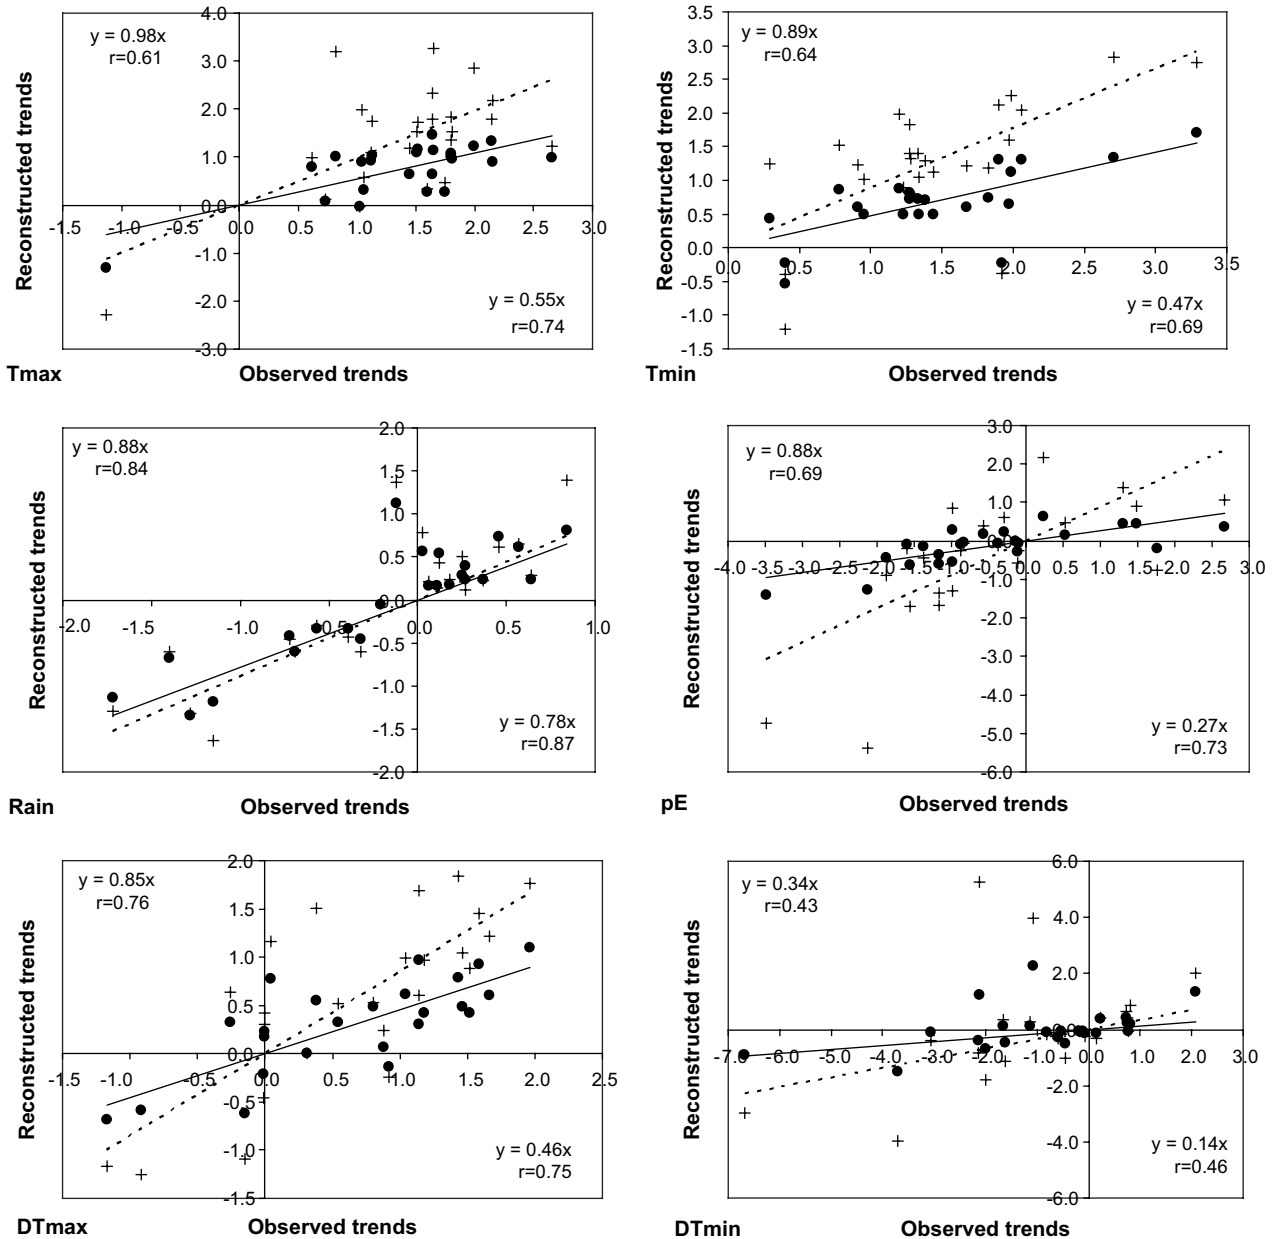 4.0
y = 0.98x
r=0.61
3.0
2.0
1.0
0.0
-1.5
-1.0
-0.5
0.0
0.5
1.0
1.5
2.0
2.5
3.0
-1.0
-2.0
-3.0
y = 0.55x
r=0.74
Reconstructed trends
Tmax
Observed trends
3.5
y = 0.89x
r=0.64
3.0
2.5
2.0
1.5
1.0
0.5
0.0
0.0
0.5
1.0
1.5
2.0
2.5
3.0
3.5
-0.5
-1.0
-1.5
y = 0.47x
r=0.69
Reconstructed trends
Tmin
Observed trends
2.0
y = 0.88x
r=0.84
1.5
1.0
0.5
0.0
-2.0
-1.5
-1.0
-0.5
0.0
0.5
1.0
-0.5
-1.0
-1.5
-2.0
y = 0.78x
r=0.87
Reconstructed trends
Rain
Observed trends
3.0
y = 0.88x
r=0.69
2.0
1.0
0.0
-4.0
-3.5
-3.0
-2.5
-2.0
-1.5
-1.0
-0.5
0.0
0.5
1.0
1.5
2.0
2.5
3.0
-1.0
-2.0
-3.0
-4.0
-5.0
-6.0
y = 0.27x
r=0.73
Reconstructed trends
pE
Observed trends
2.0
y = 0.85x
r=0.76
1.5
1.0
0.5
0.0
-1.5
-1.0
-0.5
0.0
0.5
1.0
1.5
2.0
2.5
-0.5
-1.0
-1.5
y = 0.46x
r=0.75
Reconstructed trends
DTmax
Observed trends
6.0
y = 0.34x
r=0.43
4.0
2.0
0.0
-7.0
-6.0
-5.0
-4.0
-3.0
-2.0
-1.0
0.0
1.0
2.0
3.0
-2.0
-4.0
-6.0
y = 0.14x
r=0.46
Reconstructed trends
DTmin
Observed trends